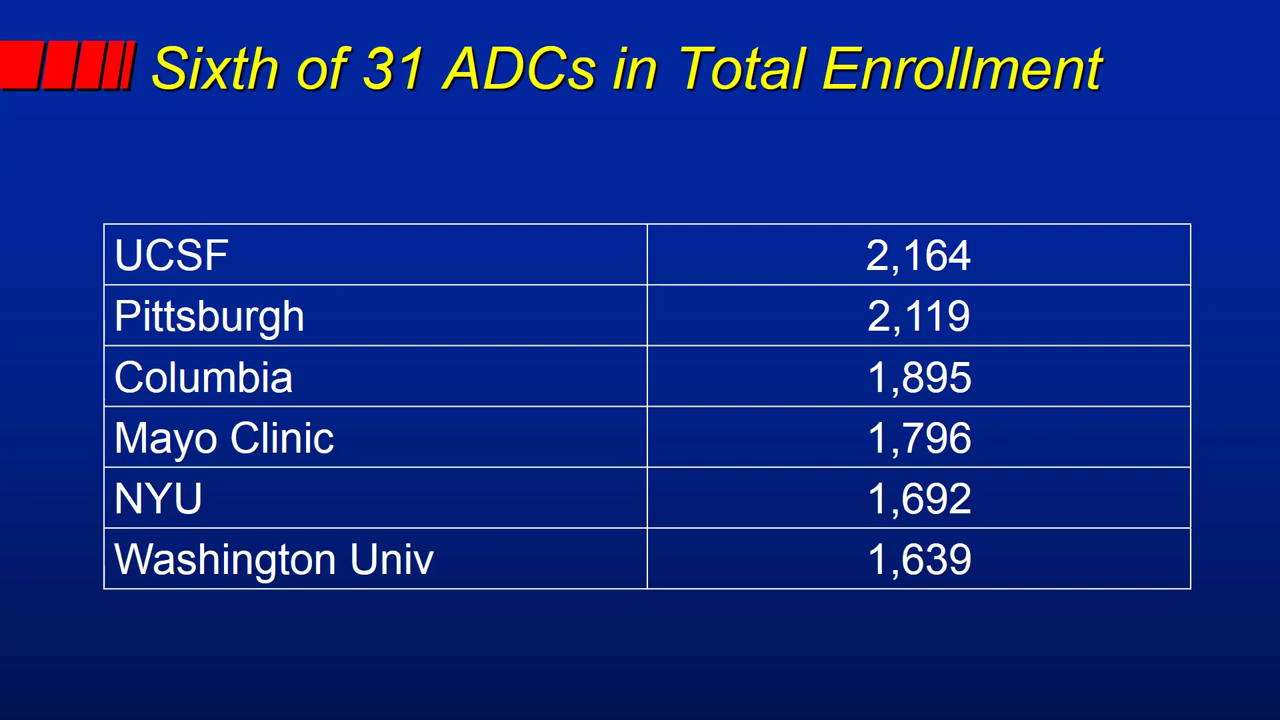 Sixth of 31 ADCs in Total Enrollment
UCSF 2,164
Pittsburgh 2,119
Columbia 1,895
Mayo Clinic 1,796
NYU 1,692
Washington Univ 1,639